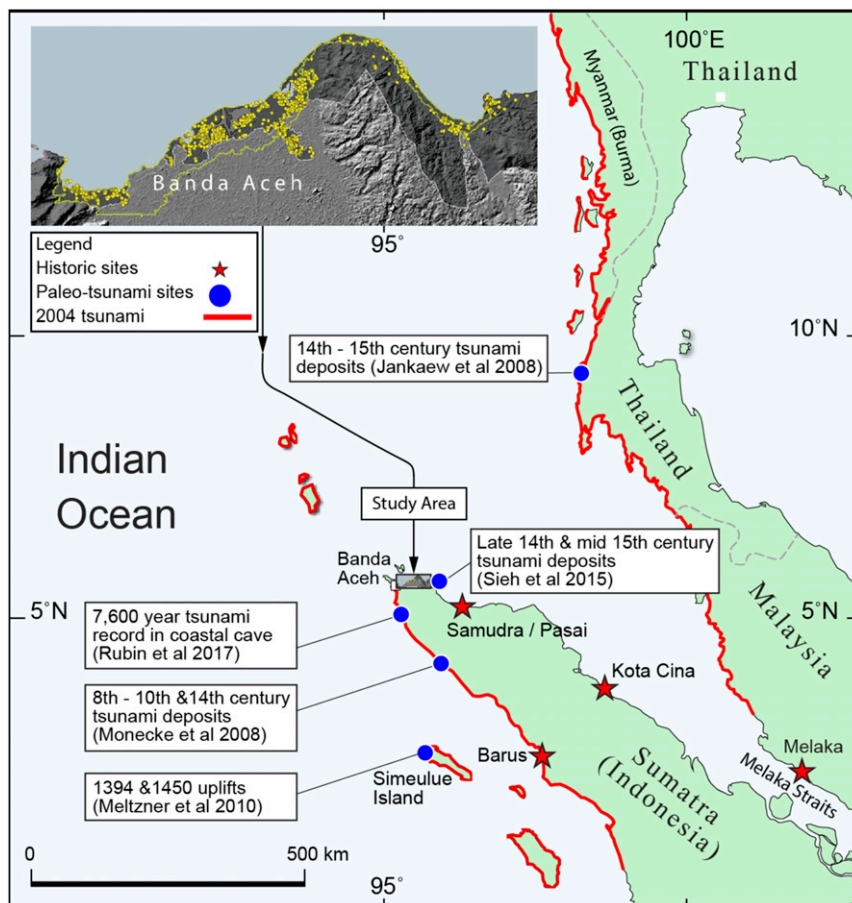 100°E
Thailand
Myanmar (Burma)
Banda Aceh
95°
Legend
Historic sites
Paleo-tsunami sites
2004 tsunami
10°N
14th - 15th century tsunami
deposits (Jankaew et al 2008)
Thailand
Indian
Ocean
Study Area
Banda
Aceh
Late 14th & mid 15th century
tsunami deposits
(Sieh et al 2015)
7,600 year tsunami
record in coastal cave
(Rubin et al 2017)
5°N
Samudra / Pasai
Malaysia
5°N
8th - 10th &14th century
tsunami deposits
(Monecke et al 2008)
Kota Cina
1394 &1450 uplifts
(Meltzner et al 2010)
Simeulue
Island
Barus
Sumatra
(Indonesia)
Melaka
Melaka Straits
0
500 km
95°
100°E